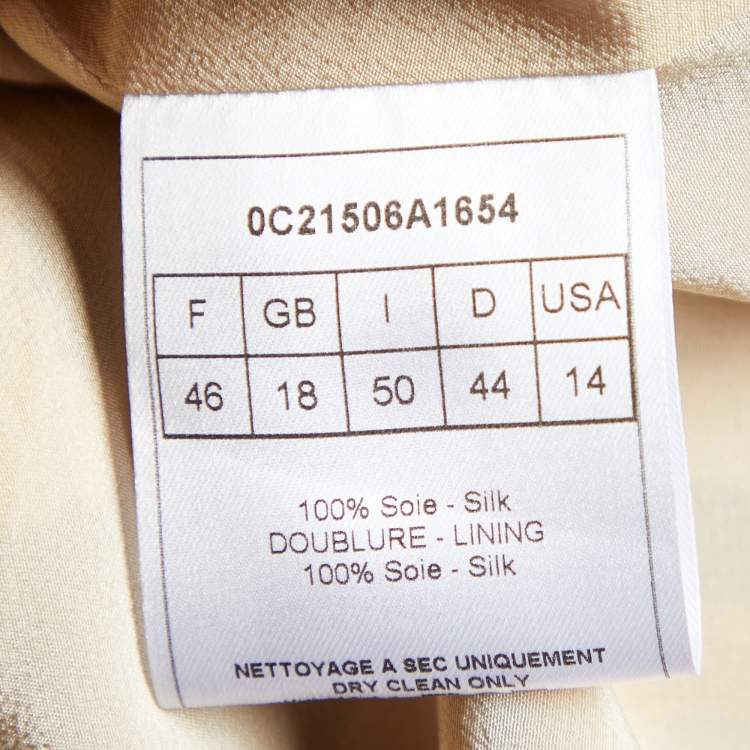 0C21506A1654
F GB I D USA
46 18 50 44 14
100% Soie - Silk
DOUBLURE - LINING
100% Soie - Silk
NETTOYAGE A SEC UNIQUEMENT
DRY CLEAN ONLY